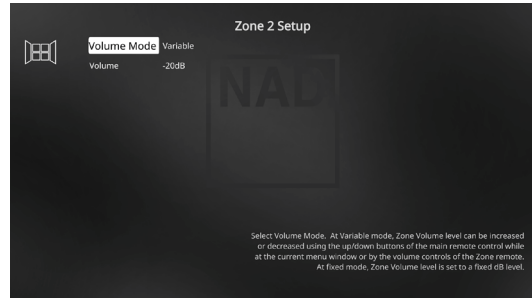 Zone 2 Setup
Volume Mode Variable
Volume -20dB
NAD
Select Volume Mode. At Variable mode, Zone Volume level can be increased
or decreased using the up/down buttons of the main remote control while
at the current menu window or by the volume controls of the Zone remote.
At fixed mode, Zone Volume level is set to a fixed dB level.